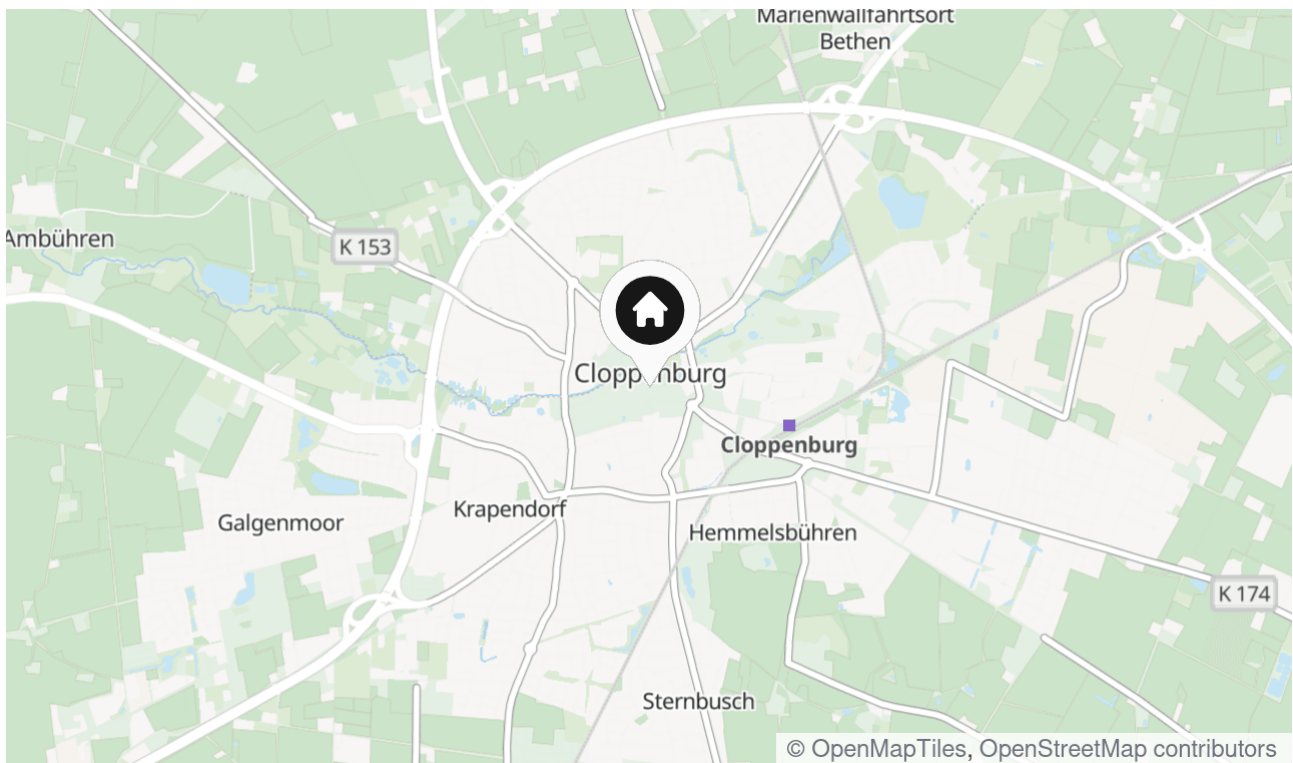 Marienwallfahrtsort
Bethen
Ambühren
K 153
Cloppenburg
Cloppenburg
Krapendorf
Galgenmoor
Hemmelsbühren
K 174
Sternbusch
© OpenMapTiles, OpenStreetMap contributors